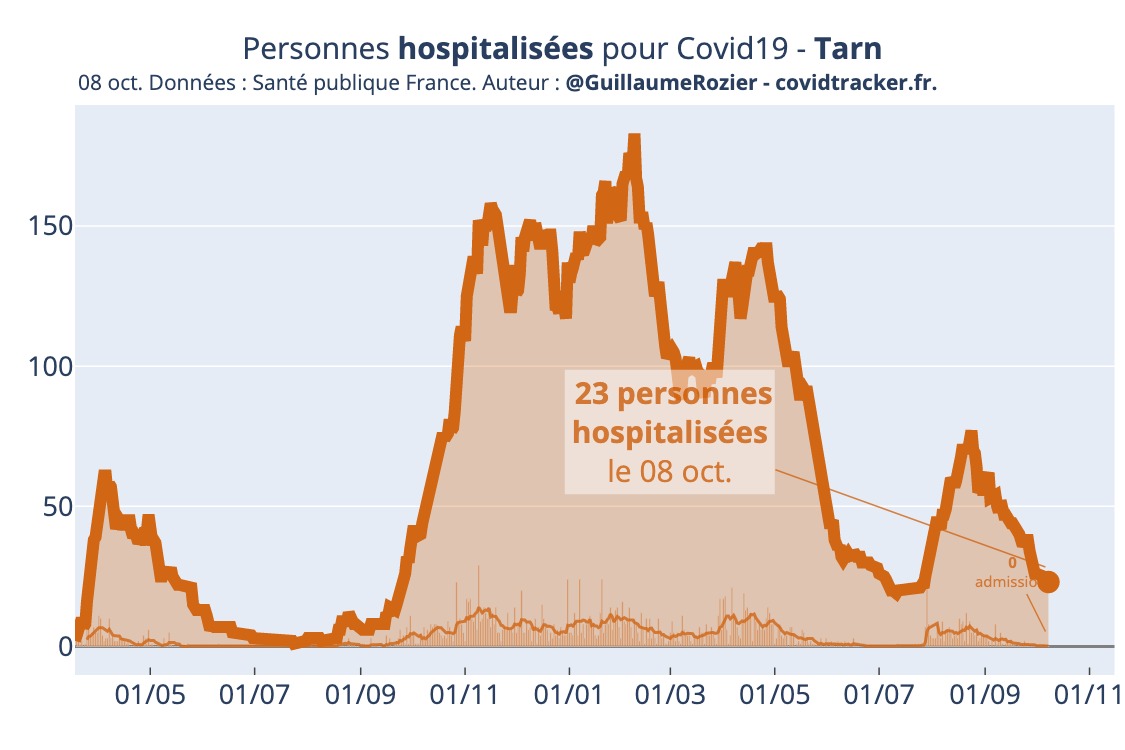 Personnes hospitalisées pour Covid19 - Tarn
08 oct. Données : Santé publique France. Auteur : @GuillaumeRozier - covidtracker.fr.
150
100
50
0
23 personnes
hospitalisées
le 08 oct.
0
admissio
01/05 01/07 01/09 01/11 01/01 01/03 01/05 01/07 01/09 01/11